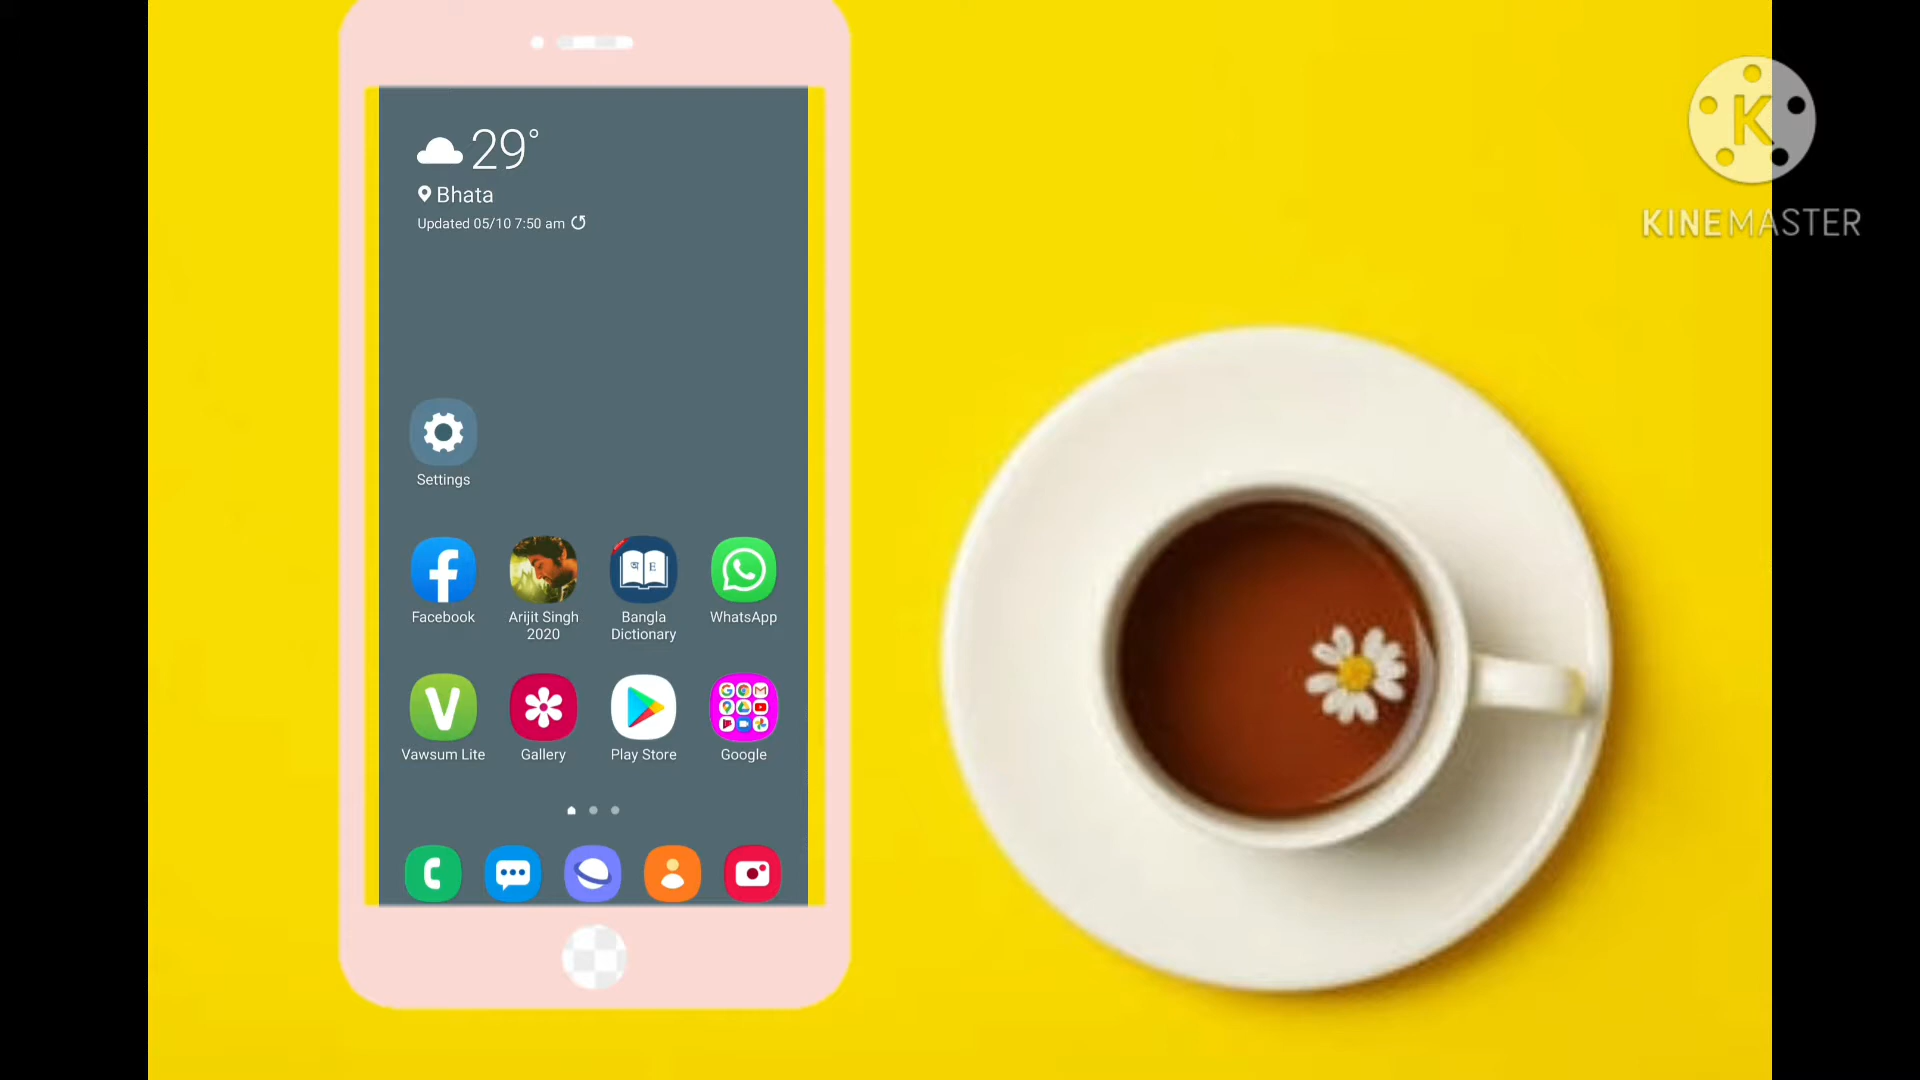 29°
Bhata
Updated 05/10 7:50 am
K
KINEMASTER
Settings
Facebook
Arijit Singh
2020
Bangla
Dictionary
WhatsApp
Vawsum Lite
Gallery
Play Store
Google